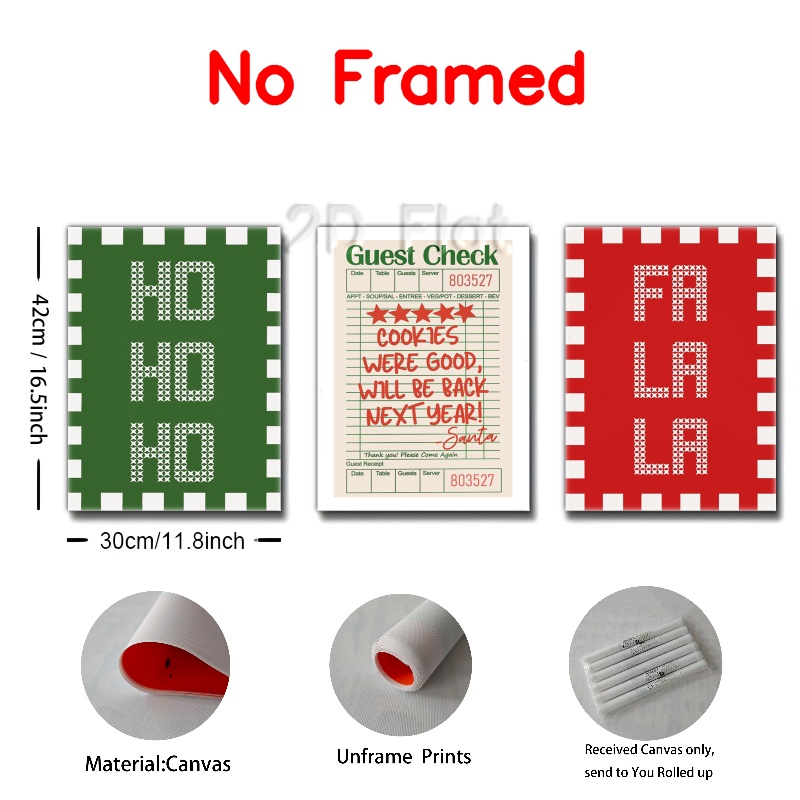 No Framed
2P Flat
42cm / 16.5inch
30cm/11.8inch
HO
HO
HO
Guest Check
Date Table Guests Server 803527
APPT - SOUP/SAL - ENTREE - VEG/POT - DESSERT - BEV
COOKIES
WERE GOOD,
WILL BE BACK
NEXT YEAR!
-Santa
Thank you! Please Come Again
Guest Receipt
Date Table Guests Server 803527
FA
LA
LA
Material:Canvas
Unframe Prints
Received Canvas only,
send to You Rolled up